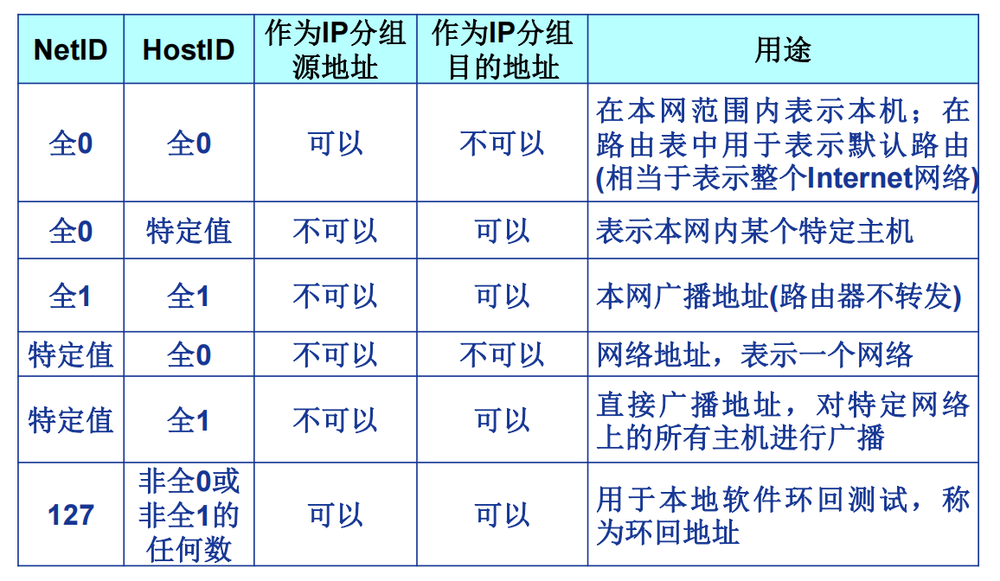 NetID
HostID
作为IP分组
源地址
作为IP分组
目的地址
用途
全0
全0
可以
不可以
在本网范围内表示本机；在
路由表中用于表示默认路由
(相当于表示整个Internet网络)
全0
特定值
不可以
可以
表示本网内某个特定主机
全1
全1
不可以
可以
本网广播地址(路由器不转发)
特定值
全0
不可以
不可以
网络地址，表示一个网络
特定值
全1
不可以
可以
直接广播地址，对特定网络
上的所有主机进行广播
127
非全0或
非全1的
任何数
可以
可以
用于本地软件环回测试，称
为环回地址